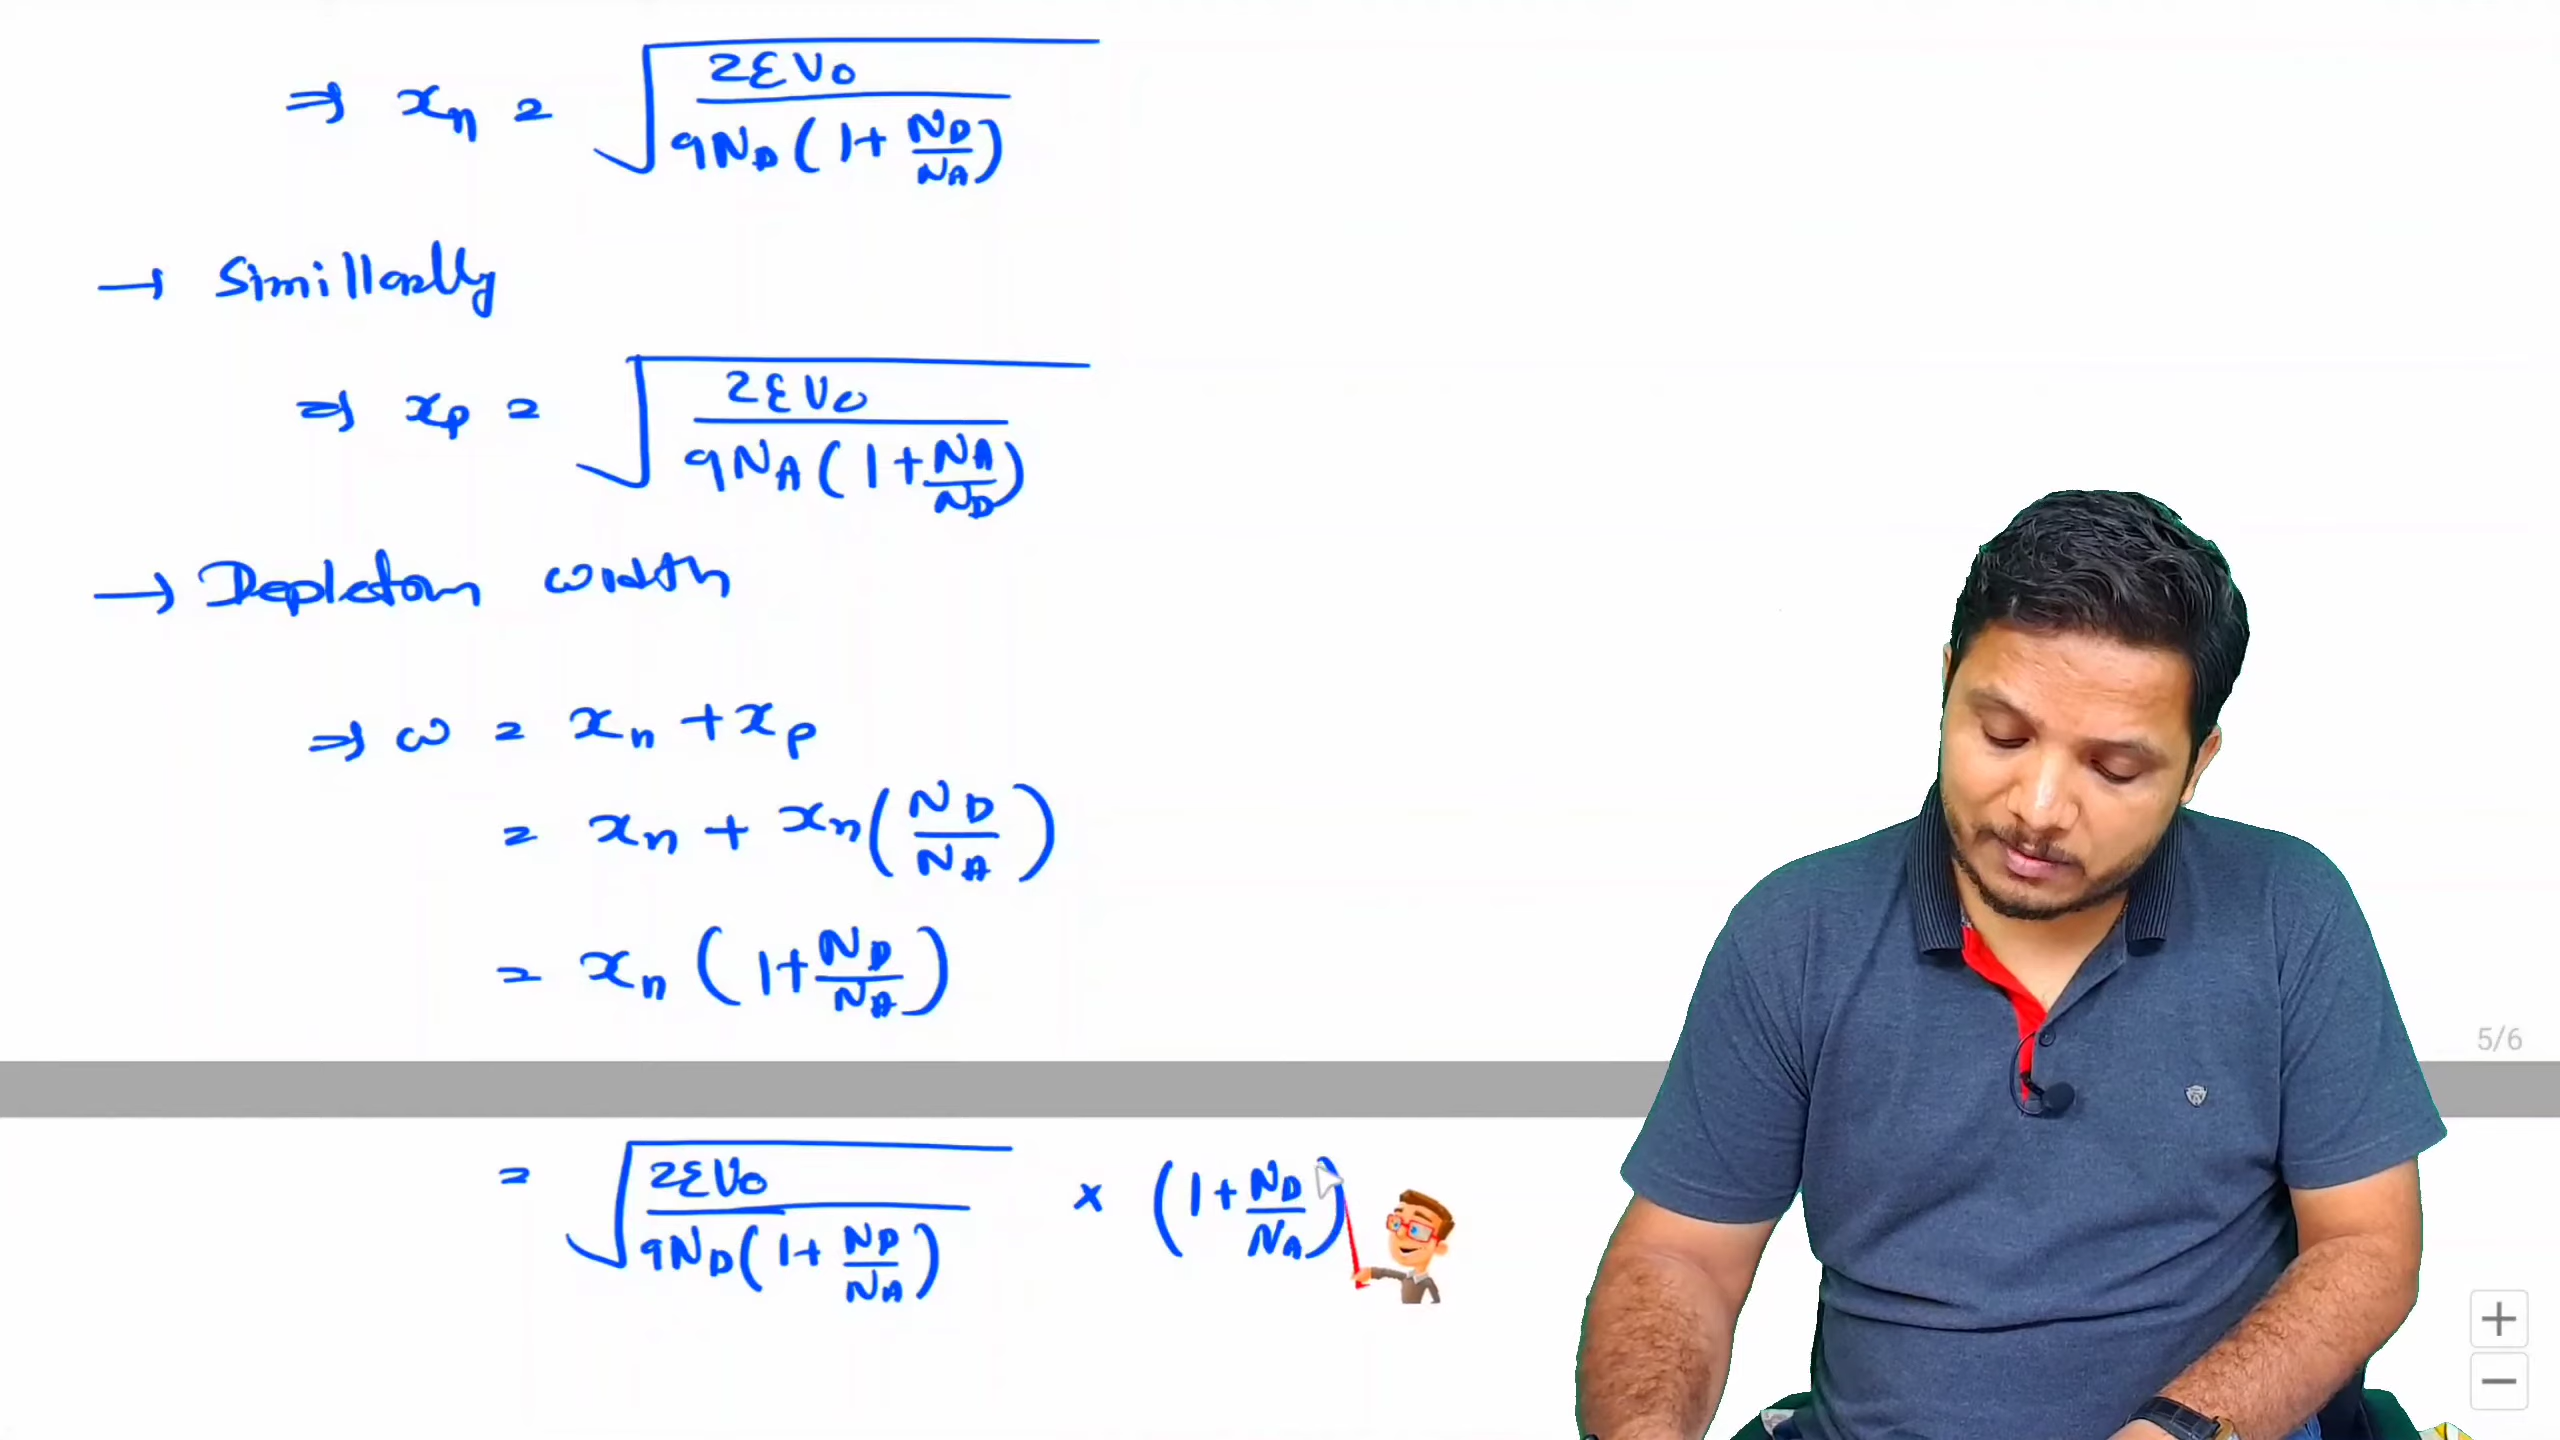 ⇒ xn = √(2εV0 / qND(1+ ND/NA))
→ Simillarly
⇒ xp = √(2εV0 / qNA(1+ NA/ND))
→ Depletion width
⇒ ω = xn + xp
= xn + xn(ND/NA)
= xn (1+ ND/NA)
5/6
= √(2εV0 / qND(1+ ND/NA)) × (1+ ND/NA)